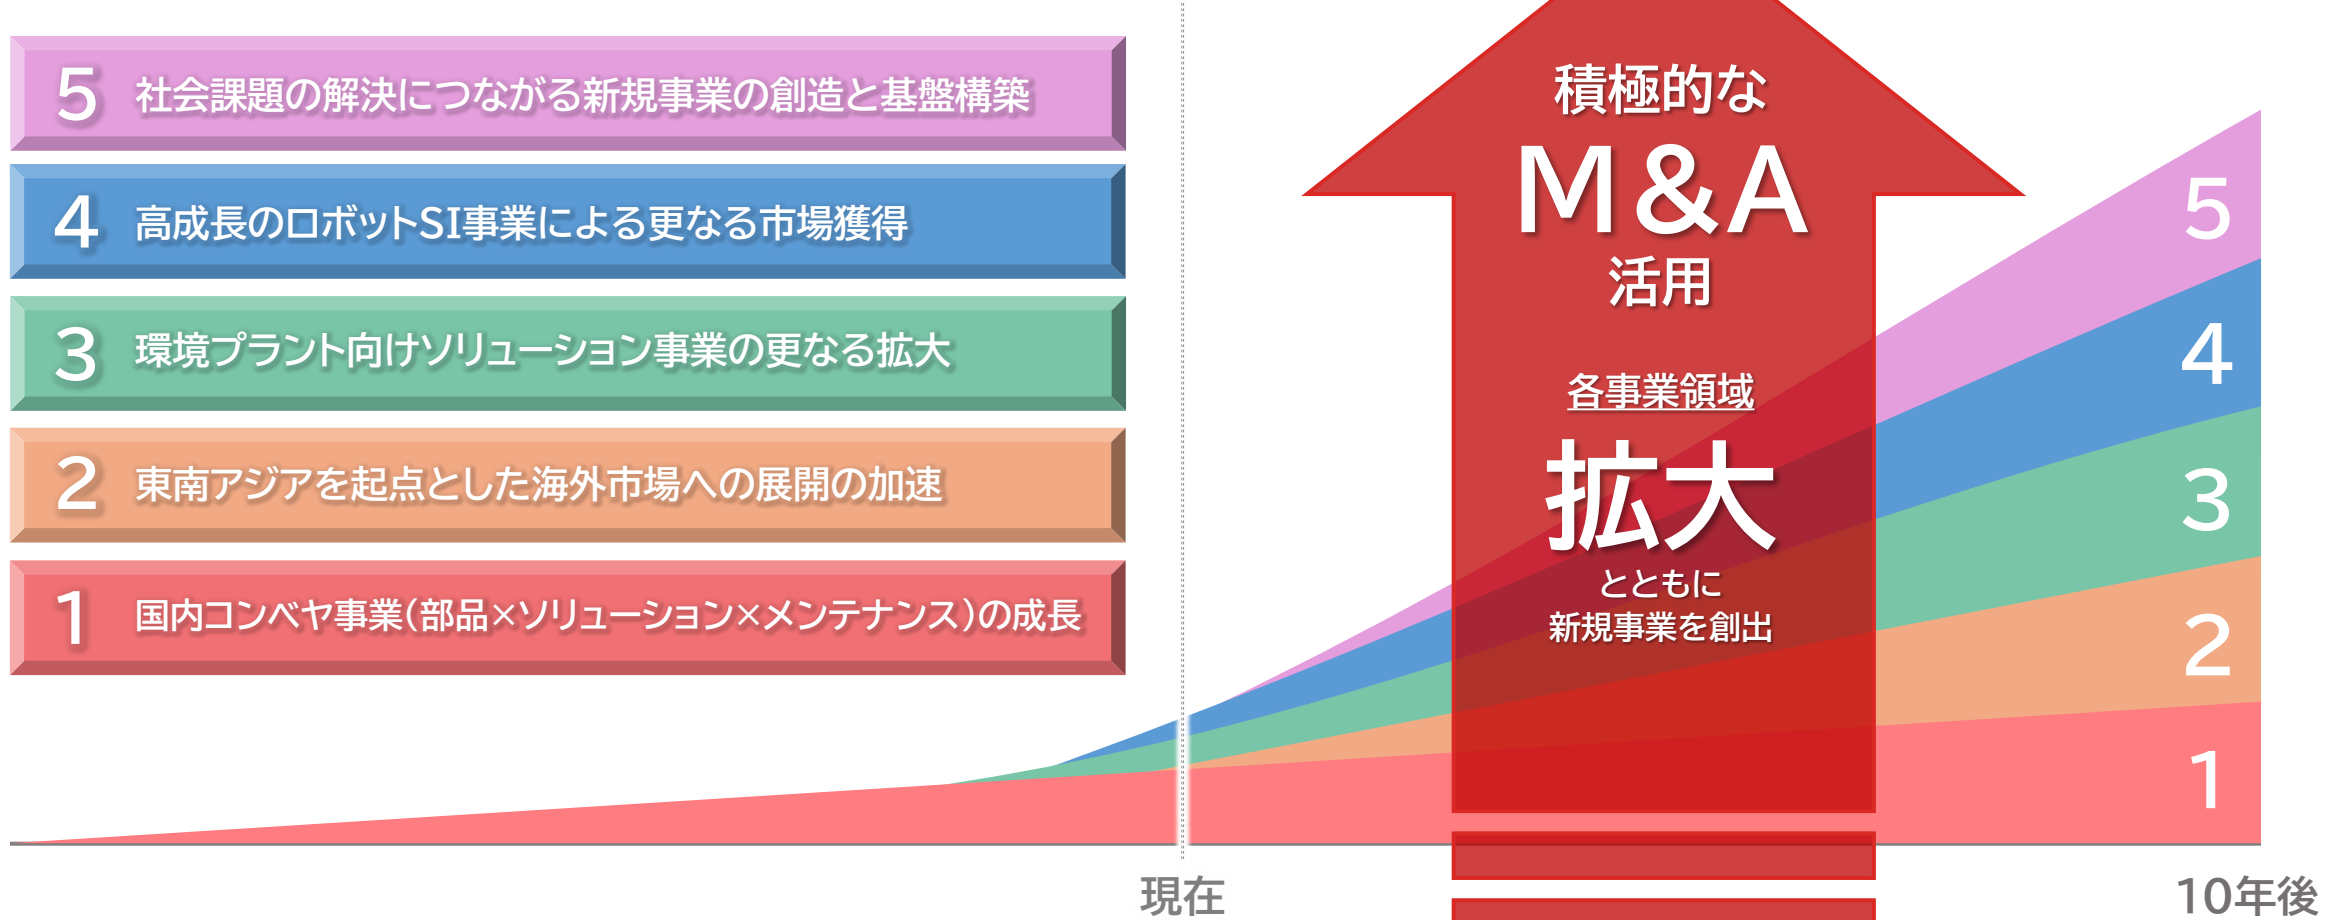 5 社会課題の解決につながる新規事業の創造と基盤構築
4 高成長のロボットSI事業による更なる市場獲得
3 環境プラント向けソリューション事業の更なる拡大
2 東南アジアを起点とした海外市場への展開の加速
1 国内コンベヤ事業(部品×ソリューション×メンテナンス)の成長
積極的な
M&A
活用
各事業領域
拡大
とともに
新規事業を創出
5
4
3
2
1
現在
10年後